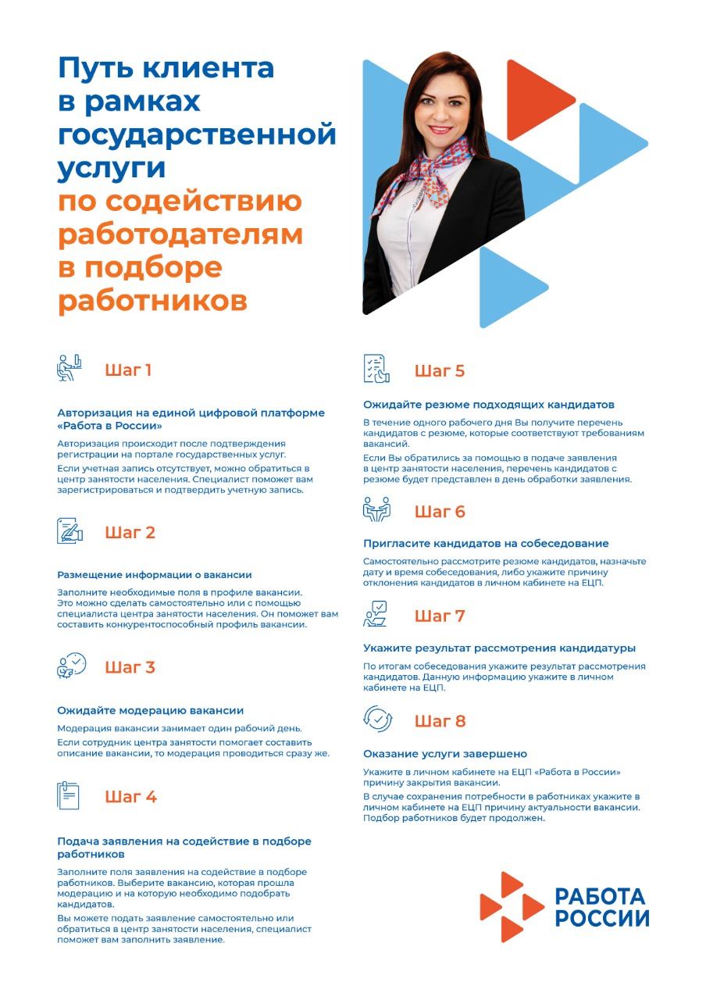 Путь клиента
в рамках
государственной
услуги
по содействию
работодателям
в подборе
работников
Шаг 1
Авторизация на единой цифровой платформе
«Работа в России»
Авторизация происходит после подтверждения
регистрации на портале государственных услуг.
Если учетная запись отсутствует, можно обратиться в
центр занятости населения. Специалист поможет вам
зарегистрироваться и подтвердить учетную запись.
Шаг 2
Размещение информации о вакансии
Заполните необходимые поля в профиле вакансии.
Это можно сделать самостоятельно или с помощью
специалиста центра занятости населения. Он поможет вам
составить конкурентоспособный профиль вакансии.
Шаг 3
Ожидайте модерацию вакансии
Модерация вакансии занимает один рабочий день.
Если сотрудник центра занятости помогает составить
описание вакансии, то модерация проводиться сразу же.
Шаг 4
Подача заявления на содействие в подборе
работников
Заполните поля заявления на содействие в подборе
работников. Выберите вакансию, которая прошла
модерацию и на которую необходимо подобрать
кандидатов.
Вы можете подать заявление самостоятельно или
обратиться в центр занятости населения, специалист
поможет вам заполнить заявление.
Шаг 5
Ожидайте резюме подходящих кандидатов
В течение одного рабочего дня Вы получите перечень
кандидатов с резюме, которые соответствуют требованиям
вакансий.
Если Вы обратились за помощью в подаче заявления
в центр занятости населения, перечень кандидатов с
резюме будет представлен в день обработки заявления.
Шаг 6
Пригласите кандидатов на собеседование
Самостоятельно рассмотрите резюме кандидатов, назначьте
дату и время собеседования, либо укажите причину
отклонения кандидатов в личном кабинете на ЕЦП.
Шаг 7
Укажите результат рассмотрения кандидатуры
По итогам собеседования укажите результат рассмотрения
кандидатов. Данную информацию укажите в личном
кабинете на ЕЦП.
Шаг 8
Оказание услуги завершено
Укажите в личном кабинете на ЕЦП «Работа в России»
причину закрытия вакансии.
В случае сохранения потребности в работниках укажите в
личном кабинете на ЕЦП причину актуальности вакансии.
Подбор работников будет продолжен.
РАБОТА
РОССИИ